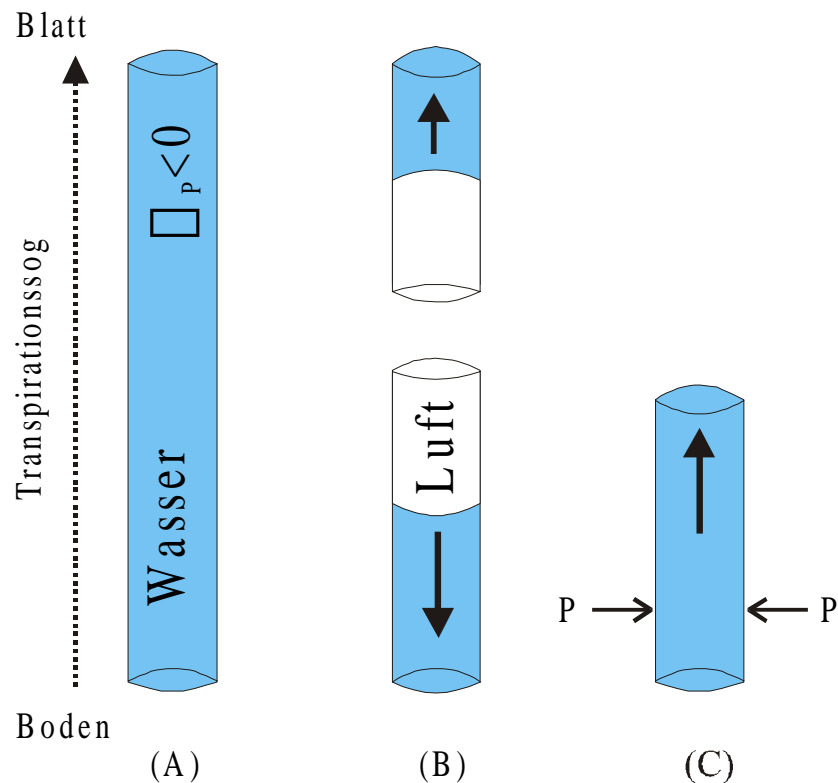 Blatt
Transpirationssog
Boden
Wasser
□P<0
(A)
Luft
(B)
P
P
(C)